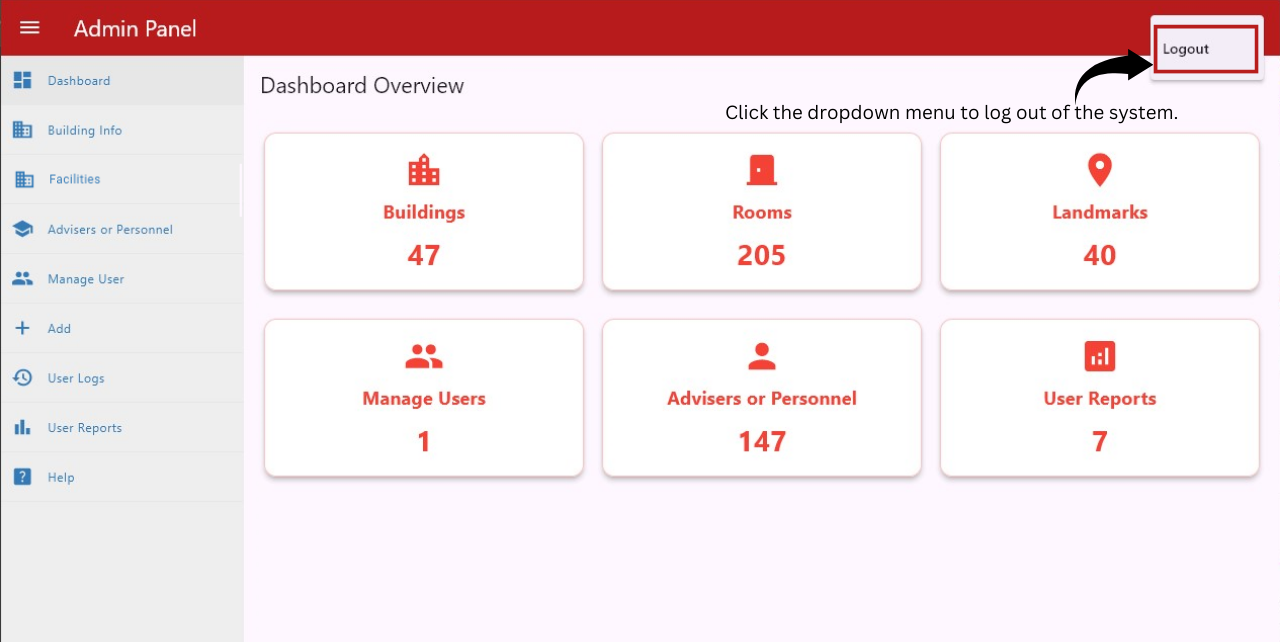 Admin Panel
Logout
Dashboard
Building Info
Facilities
Advisers or Personnel
Manage User
Add
User Logs
User Reports
Help
Dashboard Overview
Click the dropdown menu to log out of the system.
Buildings
47
Rooms
205
Landmarks
40
Manage Users
1
Advisers or Personnel
147
User Reports
7